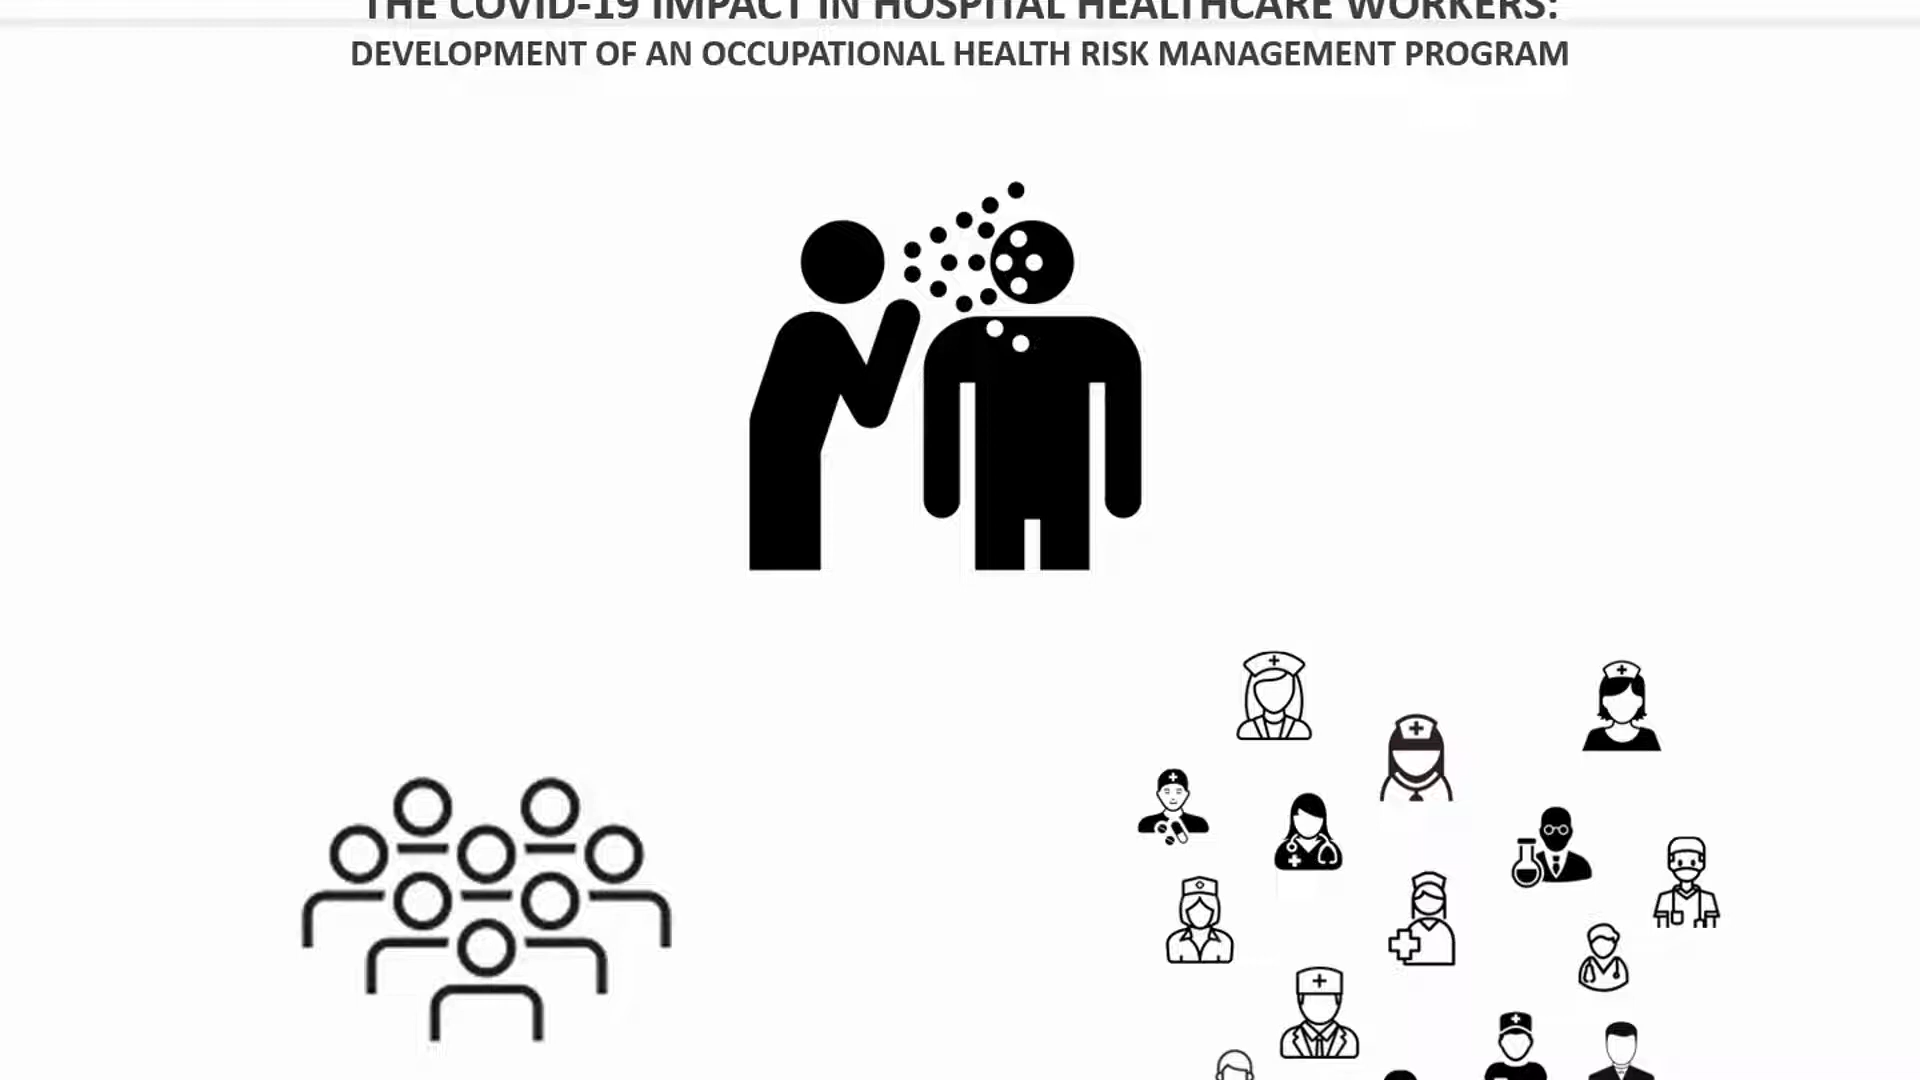 THE COVID-19 IMPACT IN HOSPITAL HEALTHCARE WORKERS:
DEVELOPMENT OF AN OCCUPATIONAL HEALTH RISK MANAGEMENT PROGRAM